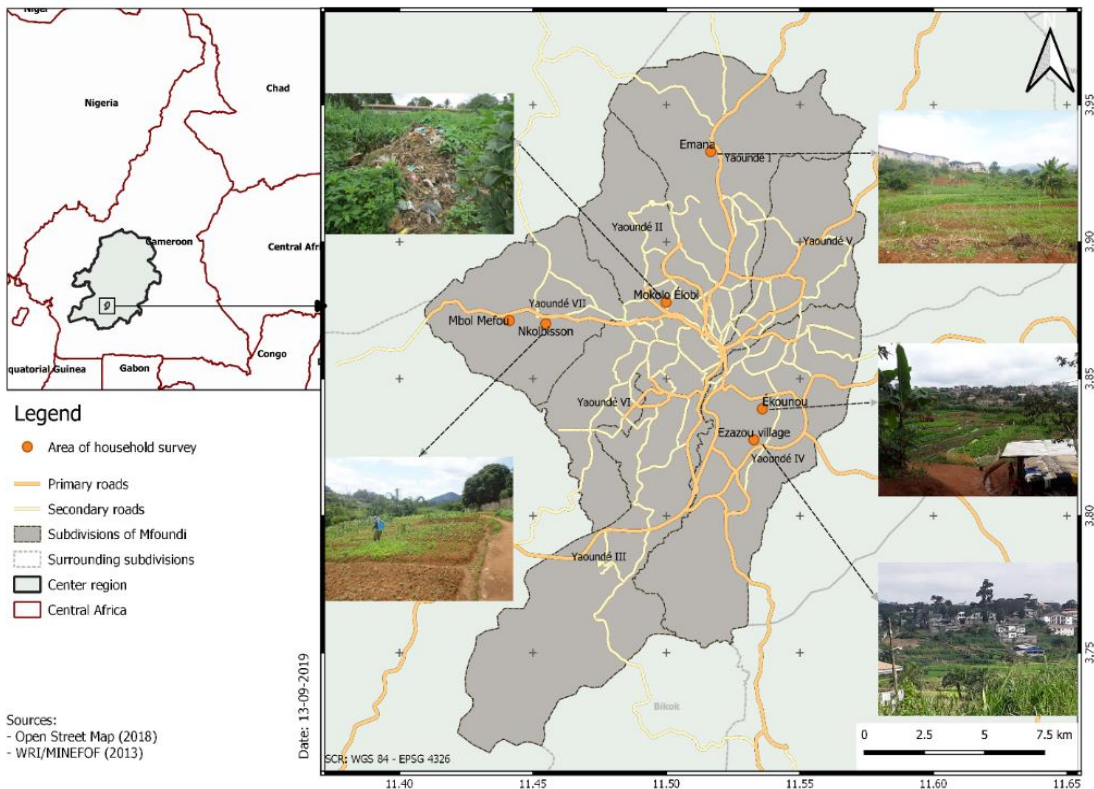 Niger
Nigeria
Chad
Cameroon
Central Afri
Congo
quatorial Guinea
Gabon
Legend
Area of household survey
Primary roads
Secondary roads
Subdivisions of Mfoundi
Surrounding subdivisions
Center region
Central Africa
Sources:
- Open Street Map (2018)
- WRI/MINEFOF (2013)
Date: 13-09-2019
N
Emana
Yaoundé I
Yaoundé II
Yaoundé V
Mokolo Élobi
Yaoundé VII
Mbol Mefou
Nkolbisson
Ékounou
Yaoundé VI
Ezazou village
Yaoundé IV
Yaoundé III
Bikok
SCR: WGS 84 - EPSG 4326
0 2.5 5 7.5 km
3.95
3.90
3.85
3.80
3.75
11.40 11.45 11.50 11.55 11.60 11.65